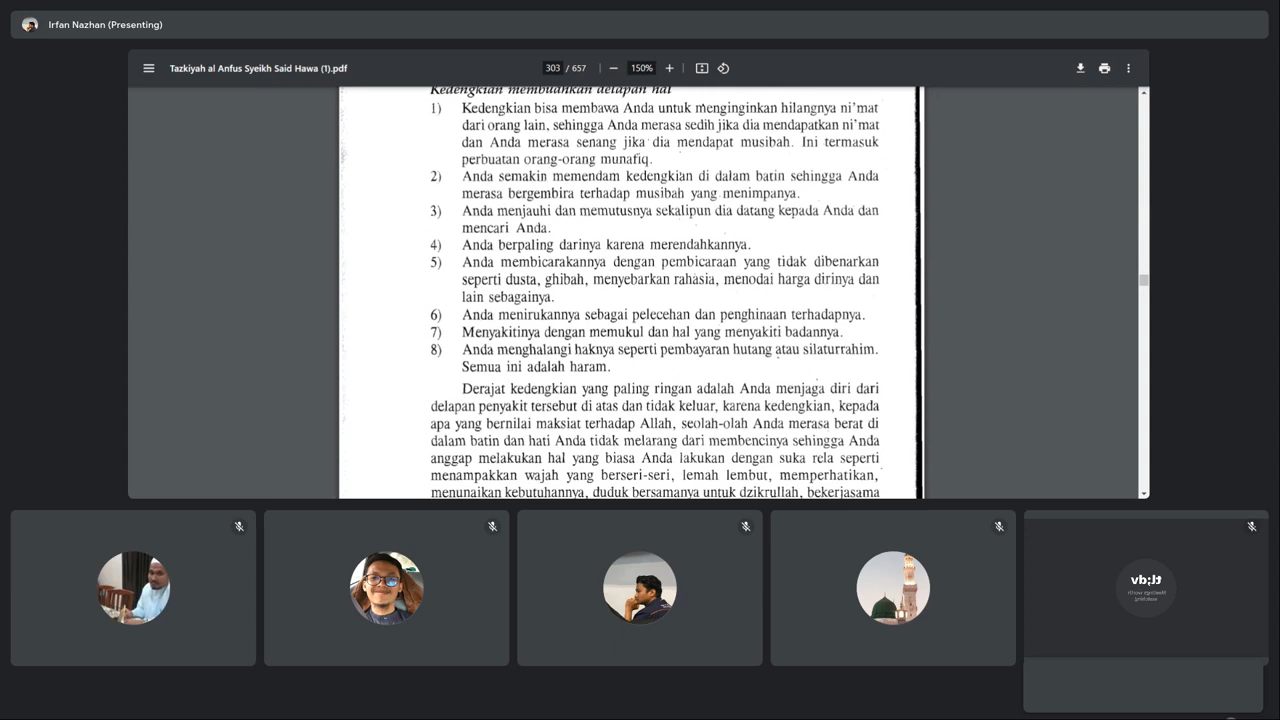 Irfan Nazhan (Presenting)
Tazkiyah al Anfus Syeikh Said Hawa (1).pdf
303 / 657
150%
Kedengkian membuahkan delapan hal
1) Kedengkian bisa membawa Anda untuk menginginkan hilangnya ni'mat
dari orang lain, sehingga Anda merasa sedih jika dia mendapatkan ni'mat
dan Anda merasa senang jika dia mendapat musibah. Ini termasuk
perbuatan orang-orang munafiq.
2) Anda semakin memendam kedengkian di dalam batin sehingga Anda
merasa bergembira terhadap musibah yang menimpanya.
3) Anda menjauhi dan memutusnya sekalipun dia datang kepada Anda dan
mencari Anda.
4) Anda berpaling darinya karena merendahkannya.
5) Anda membicarakannya dengan pembicaraan yang tidak dibenarkan
seperti dusta, ghibah, menyebarkan rahasia, menodai harga dirinya dan
lain sebagainya.
6) Anda menirukannya sebagai pelecehan dan penghinaan terhadapnya.
7) Menyakitinya dengan memukul dan hal yang menyakiti badannya.
8) Anda menghalangi haknya seperti pembayaran hutang atau silaturrahim.
Semua ini adalah haram.
Derajat kedengkian yang paling ringan adalah Anda menjaga diri dari
delapan penyakit tersebut di atas dan tidak keluar, karena kedengkian, kepada
apa yang bernilai maksiat terhadap Allah, seolah-olah Anda merasa berat di
dalam batin dan hati Anda tidak melarang dari membencinya sehingga Anda
anggap melakukan hal yang biasa Anda lakukan dengan suka rela seperti
menampakkan wajah yang berseri-seri, lemah lembut, memperhatikan,
menunaikan kebutuhannya, duduk bersamanya untuk dzikrullah, bekerjasama
tl;dv